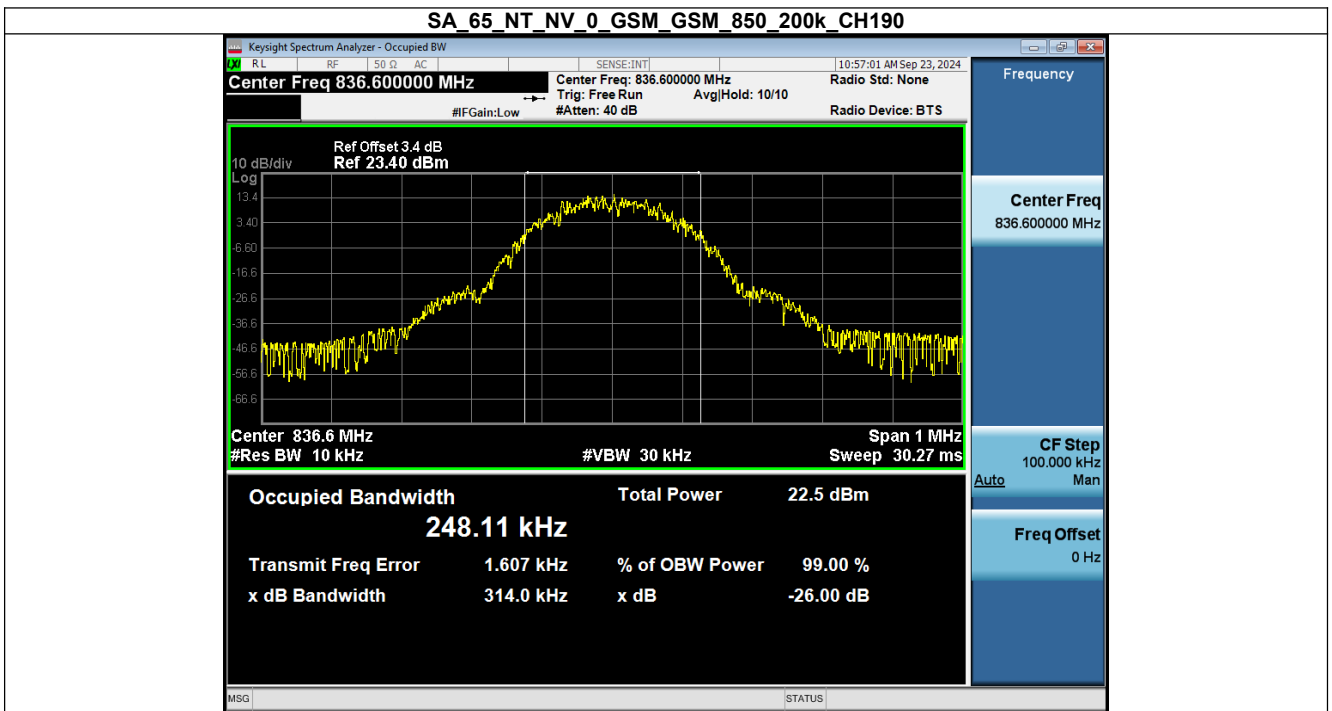 SA_65_NT_NV_0_GSM_GSM_850_200k_CH190
Keysight Spectrum Analyzer - Occupied BW
LXI RL RF 50 Ω AC SENSE:INT 10:57:01 AM Sep 23, 2024
Center Freq 836.600000 MHz Center Freq: 836.600000 MHz Radio Std: None
Trig: Free Run Avg|Hold: 10/10
#IFGain:Low #Atten: 40 dB Radio Device: BTS
Frequency
Ref Offset 3.4 dB
10 dB/div Ref 23.40 dBm
Log
13.4
3.40
-6.60
-16.6
-26.6
-36.6
-46.6
-56.6
-66.6
Center 836.6 MHz Span 1 MHz
#Res BW 10 kHz #VBW 30 kHz Sweep 30.27 ms
Occupied Bandwidth Total Power 22.5 dBm
248.11 kHz
Transmit Freq Error 1.607 kHz % of OBW Power 99.00 %
x dB Bandwidth 314.0 kHz x dB -26.00 dB
Center Freq
836.600000 MHz
CF Step
100.000 kHz
Auto Man
Freq Offset
0 Hz
MSG STATUS